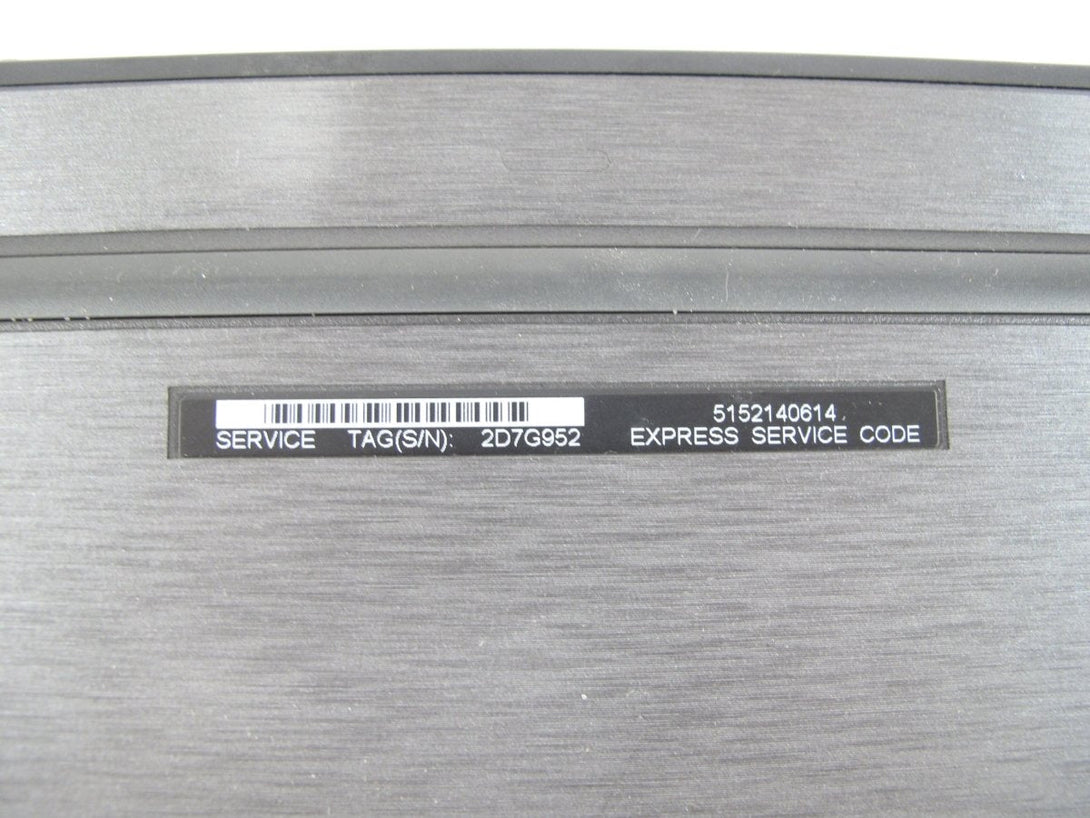 5152140614
SERVICE TAG(S/N): 2D7G952 EXPRESS SERVICE CODE